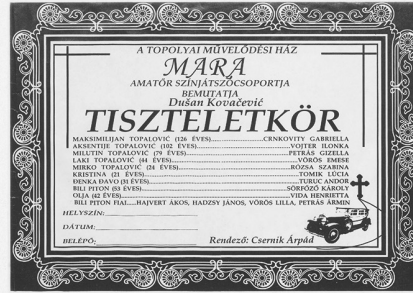 A TOPOLYAI MŰVELŐDÉSI HÁZ
MARA
AMATŐR SZÍNJÁTSZÓCSOPORTJA
BEMUTATJA
Dušan Kovačević
TISZTELETKÖR
MAKSIMILIJAN TOPALOVIĆ (126 ÉVES)....................CRNKOVITY GABRIELLA
AKSENTIJE TOPALOVIĆ (102 ÉVES)....................VOJTER ILONKA
MILUTIN TOPALOVIĆ (79 ÉVES)....................PETRÁS GIZELLA
LAKI TOPALOVIĆ (44 ÉVES)....................VÖRÖS EMESE
MIRKO TOPALOVIĆ (24 ÉVES)....................RÓZSA SZABINA
KRISTINA (21 ÉVES)....................TOMIK LÚCIA
ĐENKA ĐAVO (51 ÉVES)....................TURUC ANDOR
BILI PITON (53 ÉVES)....................SÖRFŐZŐ KÁROLY
OLJA (42 ÉVES)....................VIDA HENRIETTA
BILI PITON FIAI.....HAJVERT ÁKOS, HADZSY JÁNOS, VÖRÖS LILLA, PETRÁS ÁRMIN
HELYSZÍN:
DÁTUM:
BELÉPŐ:
Rendező: Csernik Árpád